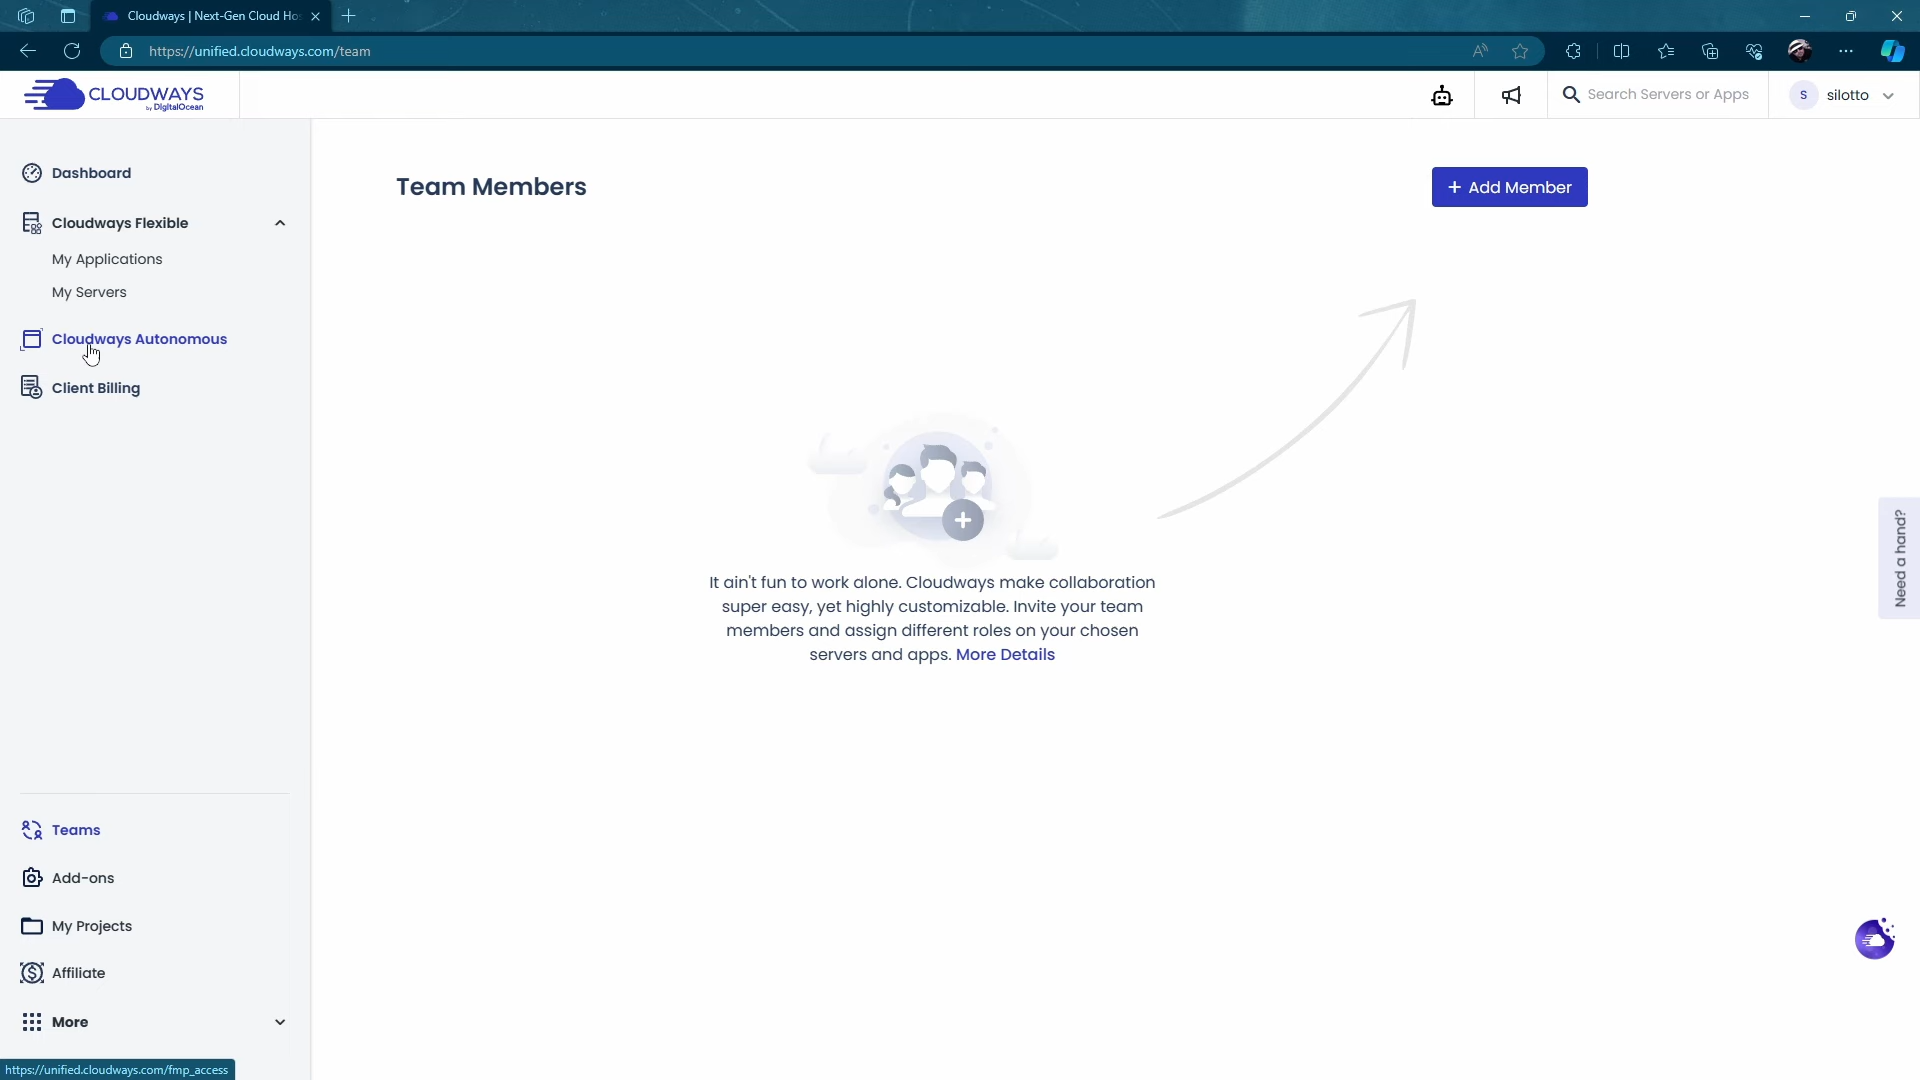 Cloudways | Next-Gen Cloud Ho
https://unified.cloudways.com/team
CLOUDWAYS
by DigitalOcean
Search Servers or Apps
S
silotto
Dashboard
Cloudways Flexible
My Applications
My Servers
Cloudways Autonomous
Client Billing
Team Members
+ Add Member
It ain't fun to work alone. Cloudways make collaboration
super easy, yet highly customizable. Invite your team
members and assign different roles on your chosen
servers and apps. More Details
Need a hand?
Teams
Add-ons
My Projects
Affiliate
More
https://unified.cloudways.com/fmp_access